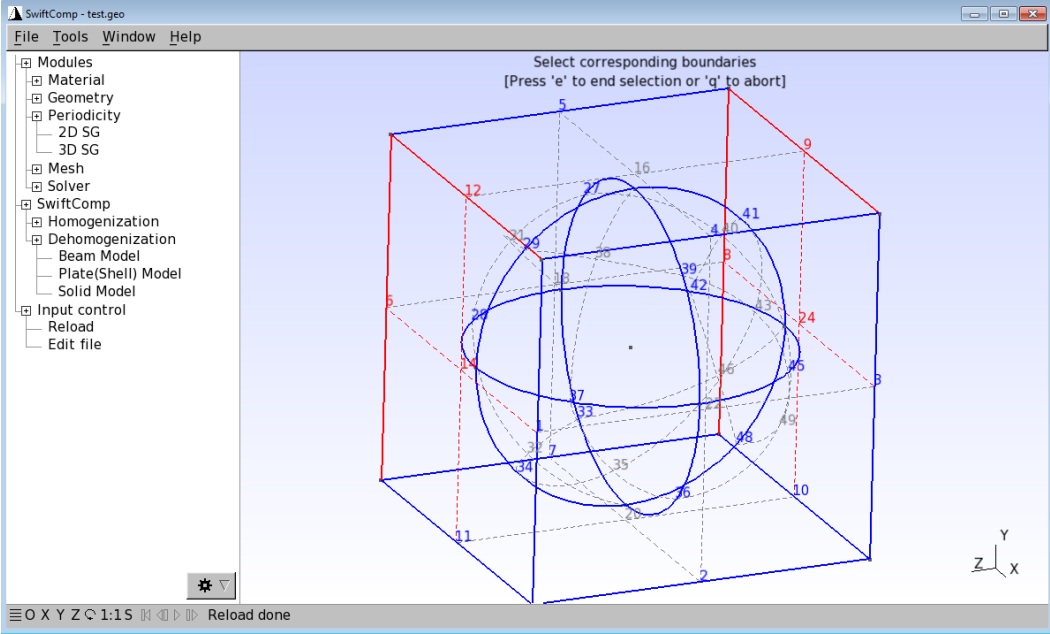 SwiftComp - test.geo
File Tools Window Help
Modules
Material
Geometry
Periodicity
2D SG
3D SG
Mesh
Solver
SwiftComp
Homogenization
Dehomogenization
Beam Model
Plate(Shell) Model
Solid Model
Input control
Reload
Edit file
Select corresponding boundaries
[Press 'e' to end selection or 'q' to abort]
5
9
16
12
27
41
31
29
4
40
38
8
39
18
42
6
43
28
24
14
45
46
3
37
22
33
49
1
48
32
7
34
35
36
10
20
11
2
Y
Z
X
O X Y Z 1:1 S Reload done